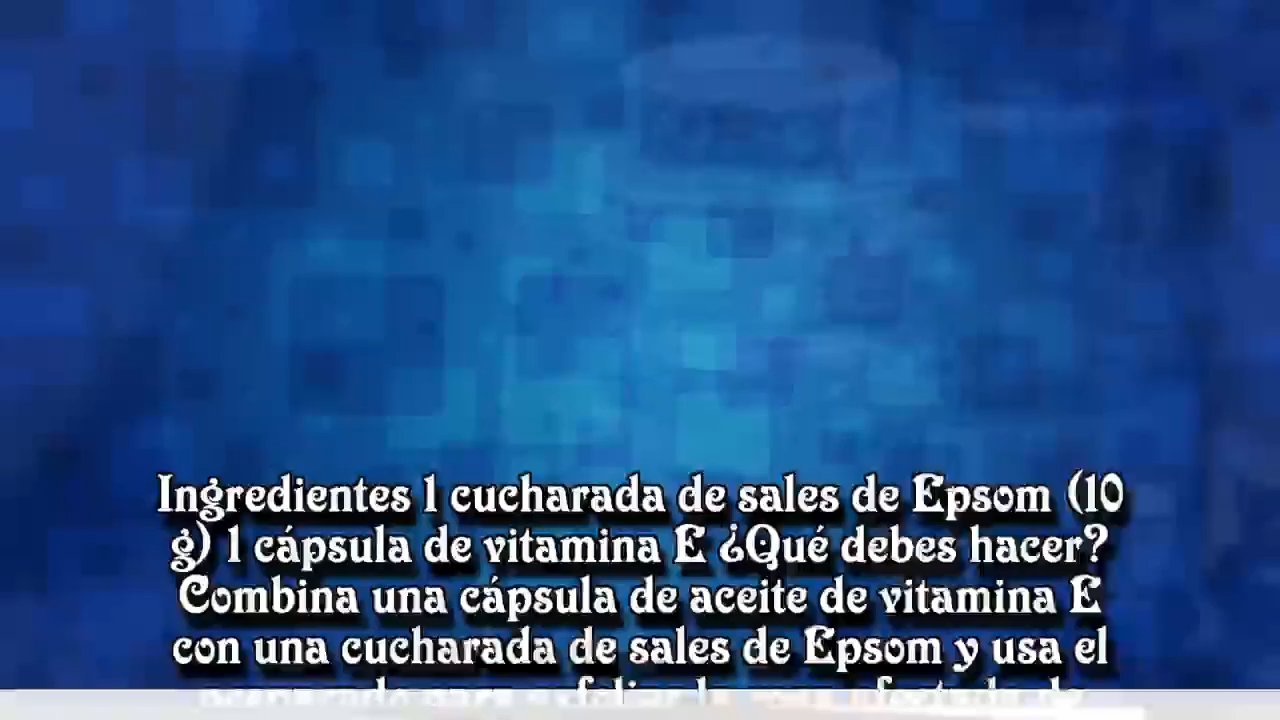 Ingredientes 1 cucharada de sales de Epsom (10
g) 1 cápsula de vitamina E ¿Qué debes hacer?
Combina una cápsula de aceite de vitamina E
con una cucharada de sales de Epsom y usa el